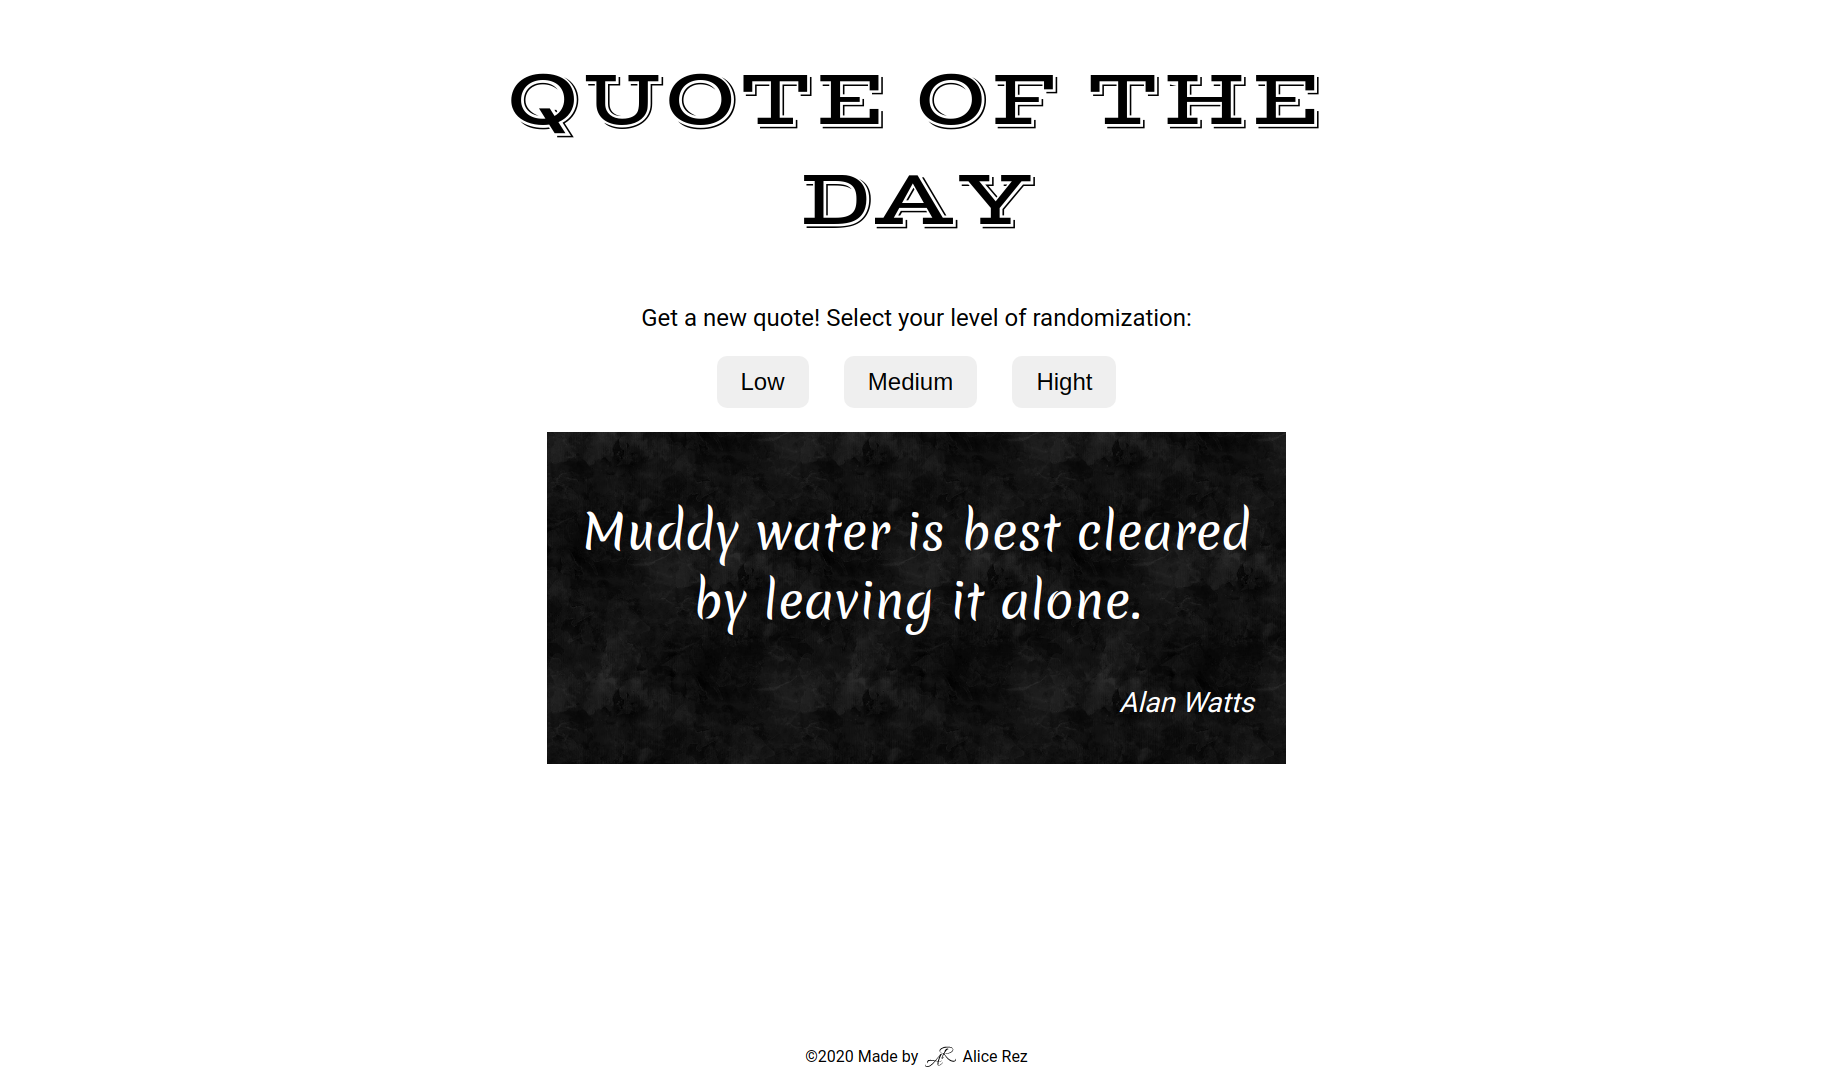 QUOTE OF THE
DAY
Get a new quote! Select your level of randomization:
Low Medium Hight
Muddy water is best cleared
by leaving it alone.
Alan Watts
©2020 Made by AR Alice Rez